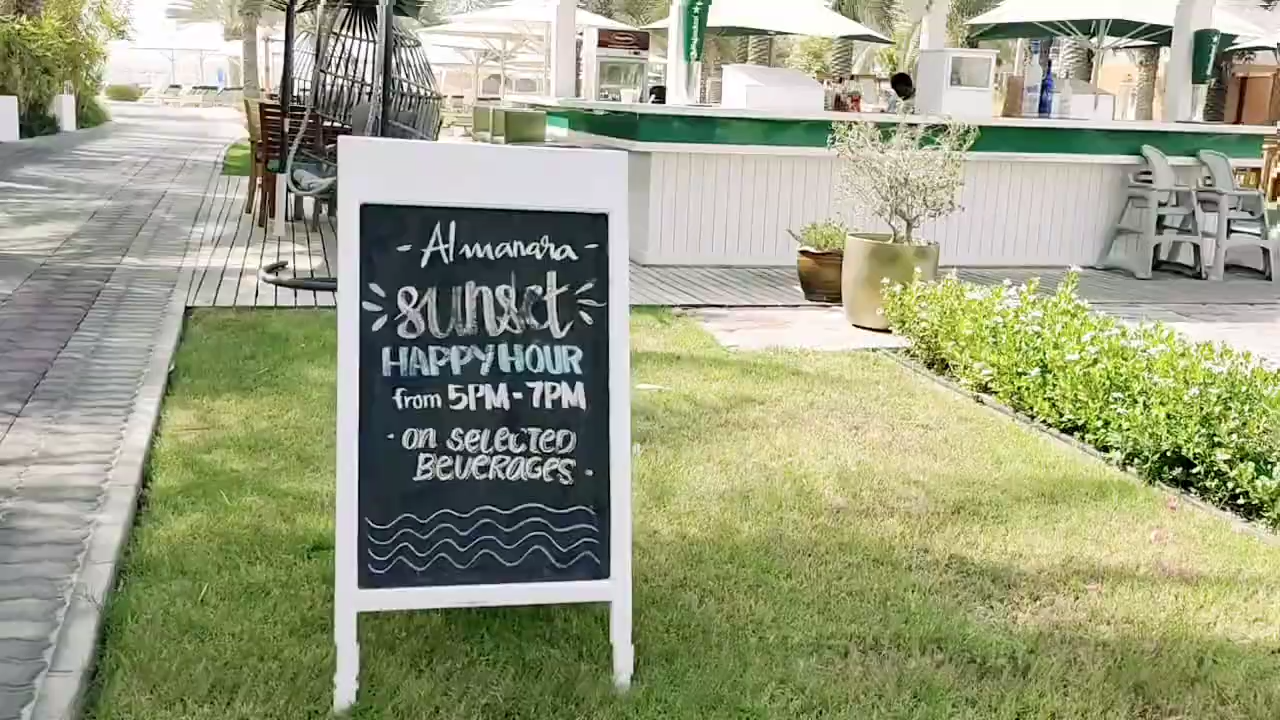 - Almanara -
sunset
HAPPY HOUR
from 5PM - 7PM
· on SELECTED
BEVERAGES ·